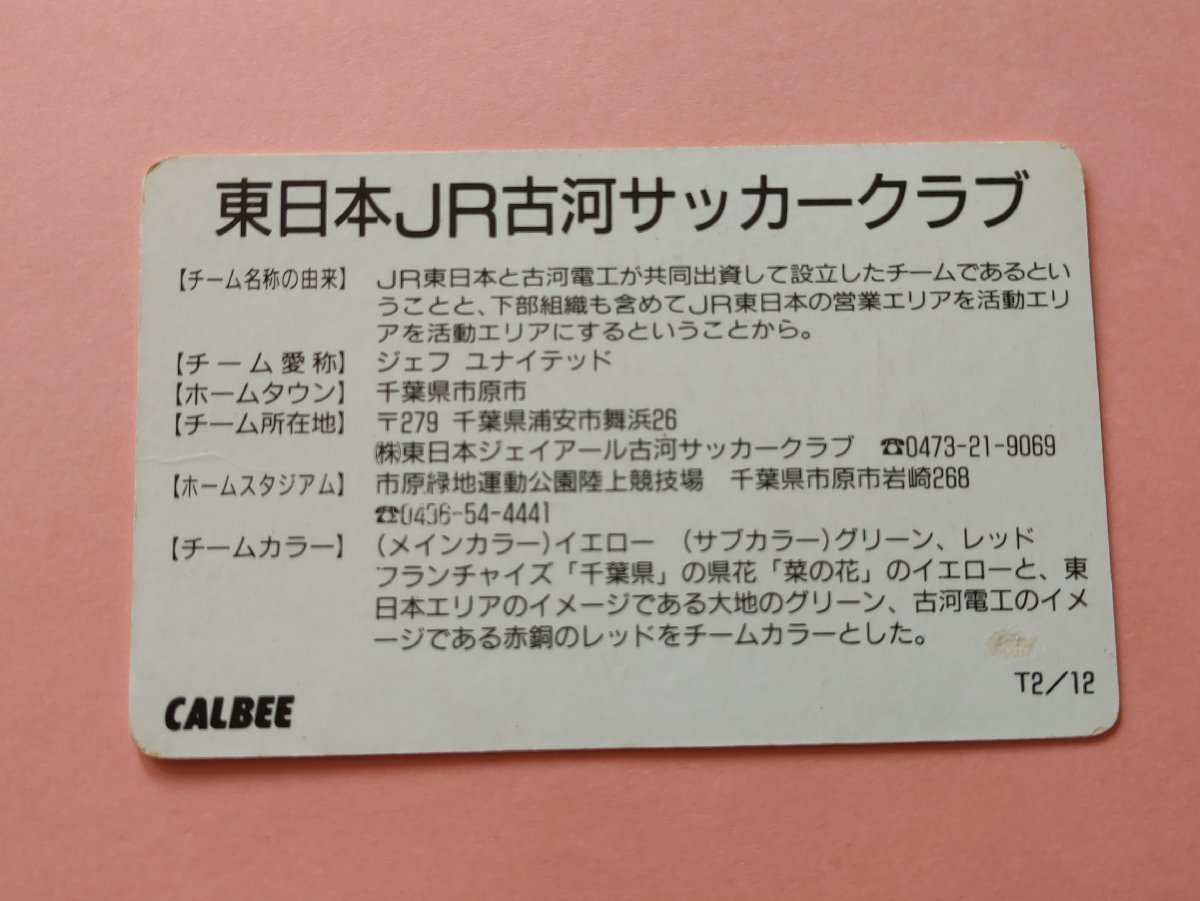 東日本JR古河サッカークラブ
【チーム名称の由来】 JR東日本と古河電工が共同出資して設立したチームであるとい
うことと、下部組織も含めてJR東日本の営業エリアを活動エリ
アを活動エリアにするということから。
【チーム愛称】 ジェフ ユナイテッド
【ホームタウン】 千葉県市原市
【チーム所在地】 〒279 千葉県浦安市舞浜26
㈱東日本ジェイアール古河サッカークラブ ☎0473-21-9069
【ホームスタジアム】 市原緑地運動公園陸上競技場 千葉県市原市岩崎268
☎0436-54-4441
【チームカラー】 (メインカラー)イエロー (サブカラー)グリーン、レッド
フランチャイズ「千葉県」の県花「菜の花」のイエローと、東
日本エリアのイメージである大地のグリーン、古河電工のイメ
ージである赤銅のレッドをチームカラーとした。
T2/12
CALBEE